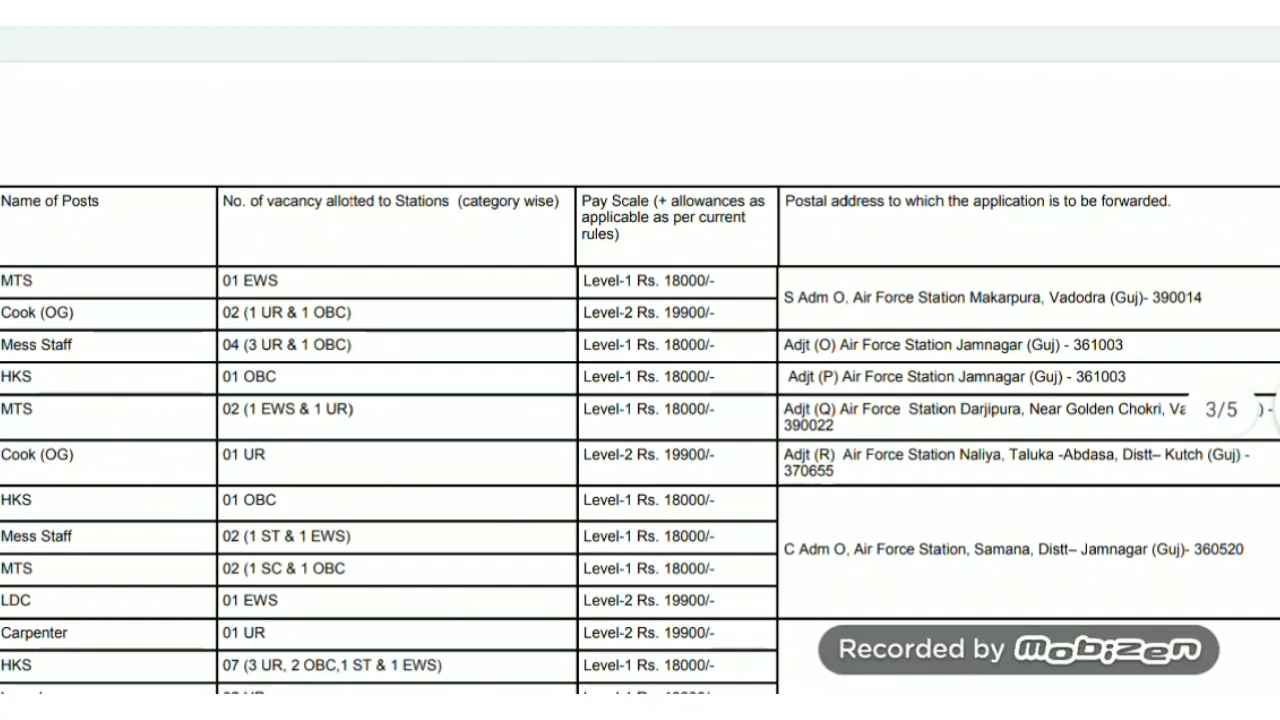 Name of Posts
No. of vacancy allotted to Stations (category wise)
Pay Scale (+ allowances as
applicable as per current
rules)
Postal address to which the application is to be forwarded.
MTS
01 EWS
Level-1 Rs. 18000/-
S Adm O, Air Force Station Makarpura, Vadodra (Guj)- 390014
Cook (OG)
02 (1 UR & 1 OBC)
Level-2 Rs. 19900/-
Mess Staff
04 (3 UR & 1 OBC)
Level-1 Rs. 18000/-
Adjt (O) Air Force Station Jamnagar (Guj) - 361003
HKS
01 OBC
Level-1 Rs. 18000/-
Adjt (P) Air Force Station Jamnagar (Guj) - 361003
MTS
02 (1 EWS & 1 UR)
Level-1 Rs. 18000/-
Adjt (Q) Air Force Station Darjipura, Near Golden Chokri,
390022
3/5
Cook (OG)
01 UR
Level-2 Rs. 19900/-
Adjt (R) Air Force Station Naliya, Taluka -Abdasa, Distt– Kutch (Guj) -
370655
HKS
01 OBC
Level-1 Rs. 18000/-
Mess Staff
02 (1 ST & 1 EWS)
Level-1 Rs. 18000/-
C Adm O, Air Force Station, Samana, Distt– Jamnagar (Guj)- 360520
MTS
02 (1 SC & 1 OBC
Level-1 Rs. 18000/-
LDC
01 EWS
Level-2 Rs. 19900/-
Carpenter
01 UR
Level-2 Rs. 19900/-
HKS
07 (3 UR, 2 OBC,1 ST & 1 EWS)
Level-1 Rs. 18000/-
Recorded by mobizen